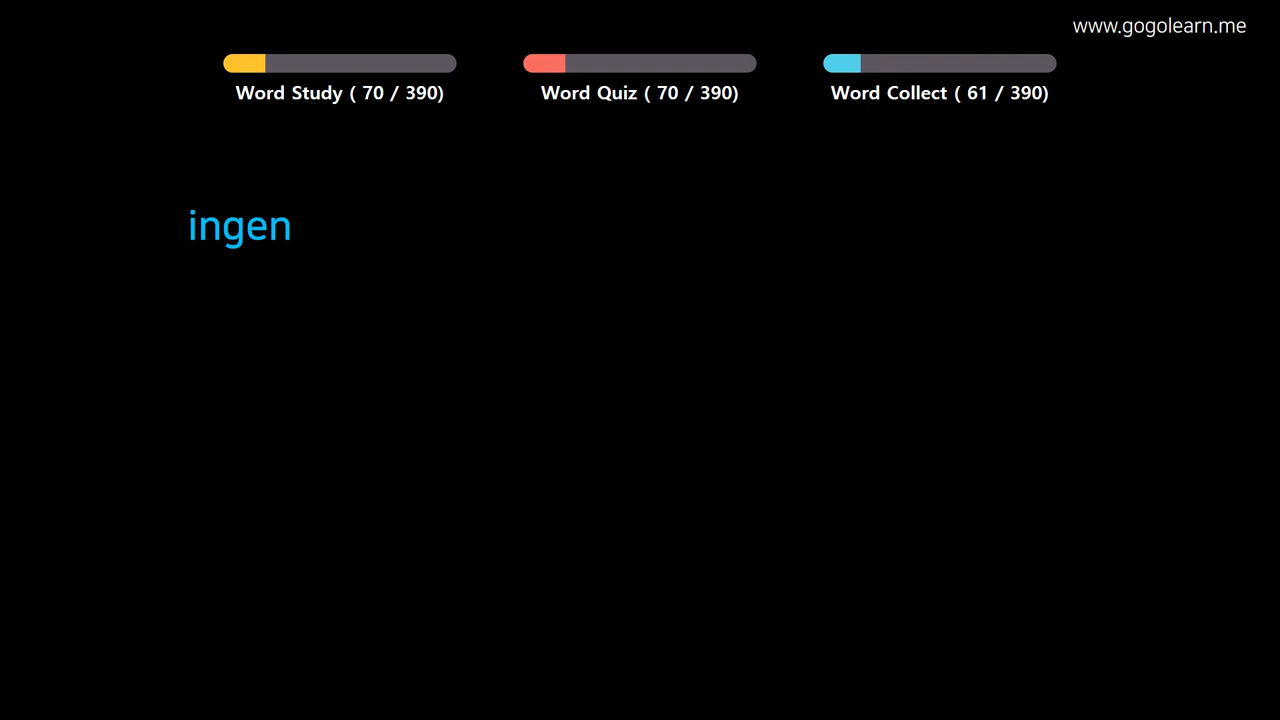 www.gogolearn.me
Word Study ( 70 / 390)
Word Quiz ( 70 / 390)
Word Collect ( 61 / 390)
ingen